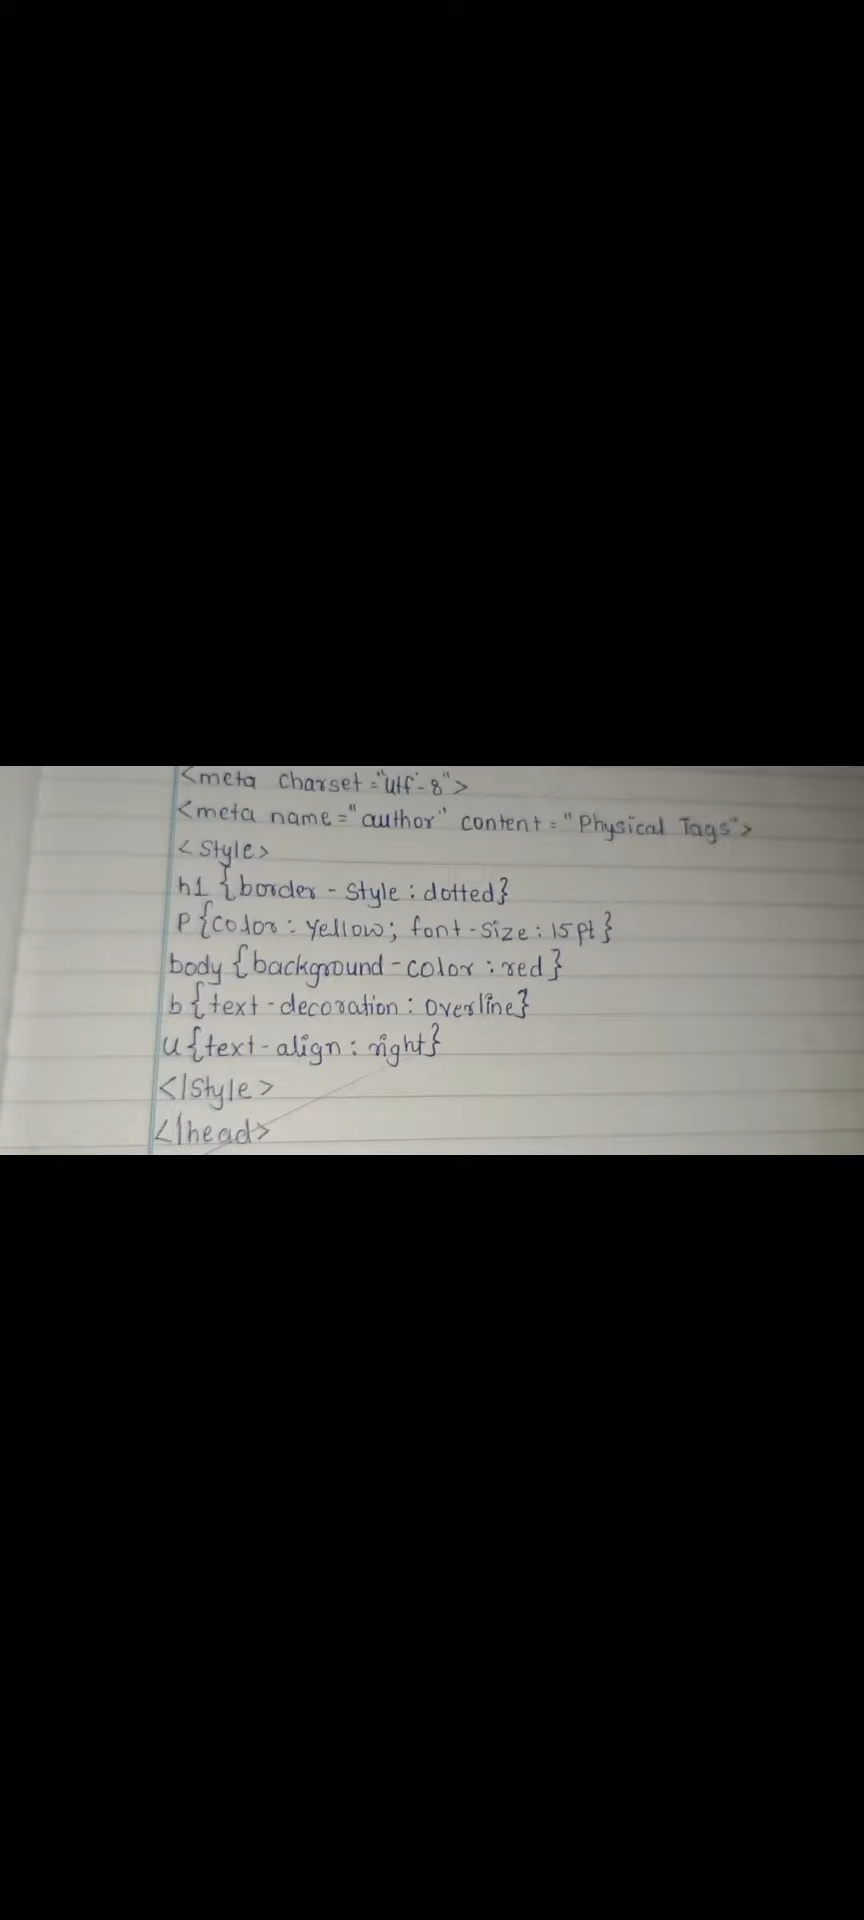 <meta charset="utf-8">
<meta name="author" content="Physical Tags">
<style>
h1 {border-style: dotted}
P{color: yellow; font-size: 15pt}
body {background-color: red}
b{text-decoration: overline}
u{text-align: right}
</style>
</head>